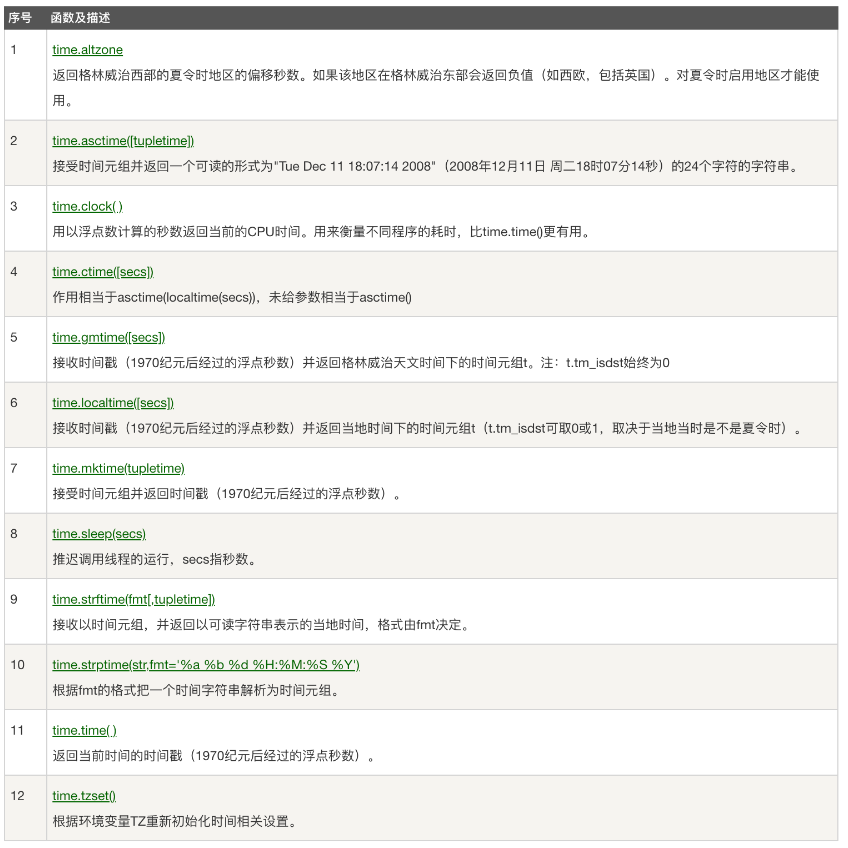 序号 函数及描述
1 time.altzone
返回格林威治西部的夏令时地区的偏移秒数。如果该地区在格林威治东部会返回负值（如西欧，包括英国）。对夏令时启用地区才能使
用。
2 time.asctime([tupletime])
接受时间元组并返回一个可读的形式为"Tue Dec 11 18:07:14 2008"（2008年12月11日 周二18时07分14秒）的24个字符的字符串。
3 time.clock( )
用以浮点数计算的秒数返回当前的CPU时间。用来衡量不同程序的耗时，比time.time()更有用。
4 time.ctime([secs])
作用相当于asctime(localtime(secs))，未给参数相当于asctime()
5 time.gmtime([secs])
接收时间戳（1970纪元后经过的浮点秒数）并返回格林威治天文时间下的时间元组t。注：t.tm_isdst始终为0
6 time.localtime([secs])
接收时间戳（1970纪元后经过的浮点秒数）并返回当地时间下的时间元组t（t.tm_isdst可取0或1，取决于当地当时是不是夏令时）。
7 time.mktime(tupletime)
接受时间元组并返回时间戳（1970纪元后经过的浮点秒数）。
8 time.sleep(secs)
推迟调用线程的运行，secs指秒数。
9 time.strftime(fmt[,tupletime])
接收以时间元组，并返回以可读字符串表示的当地时间，格式由fmt决定。
10 time.strptime(str,fmt='%a %b %d %H:%M:%S %Y')
根据fmt的格式把一个时间字符串解析为时间元组。
11 time.time( )
返回当前时间的时间戳（1970纪元后经过的浮点秒数）。
12 time.tzset()
根据环境变量TZ重新初始化时间相关设置。